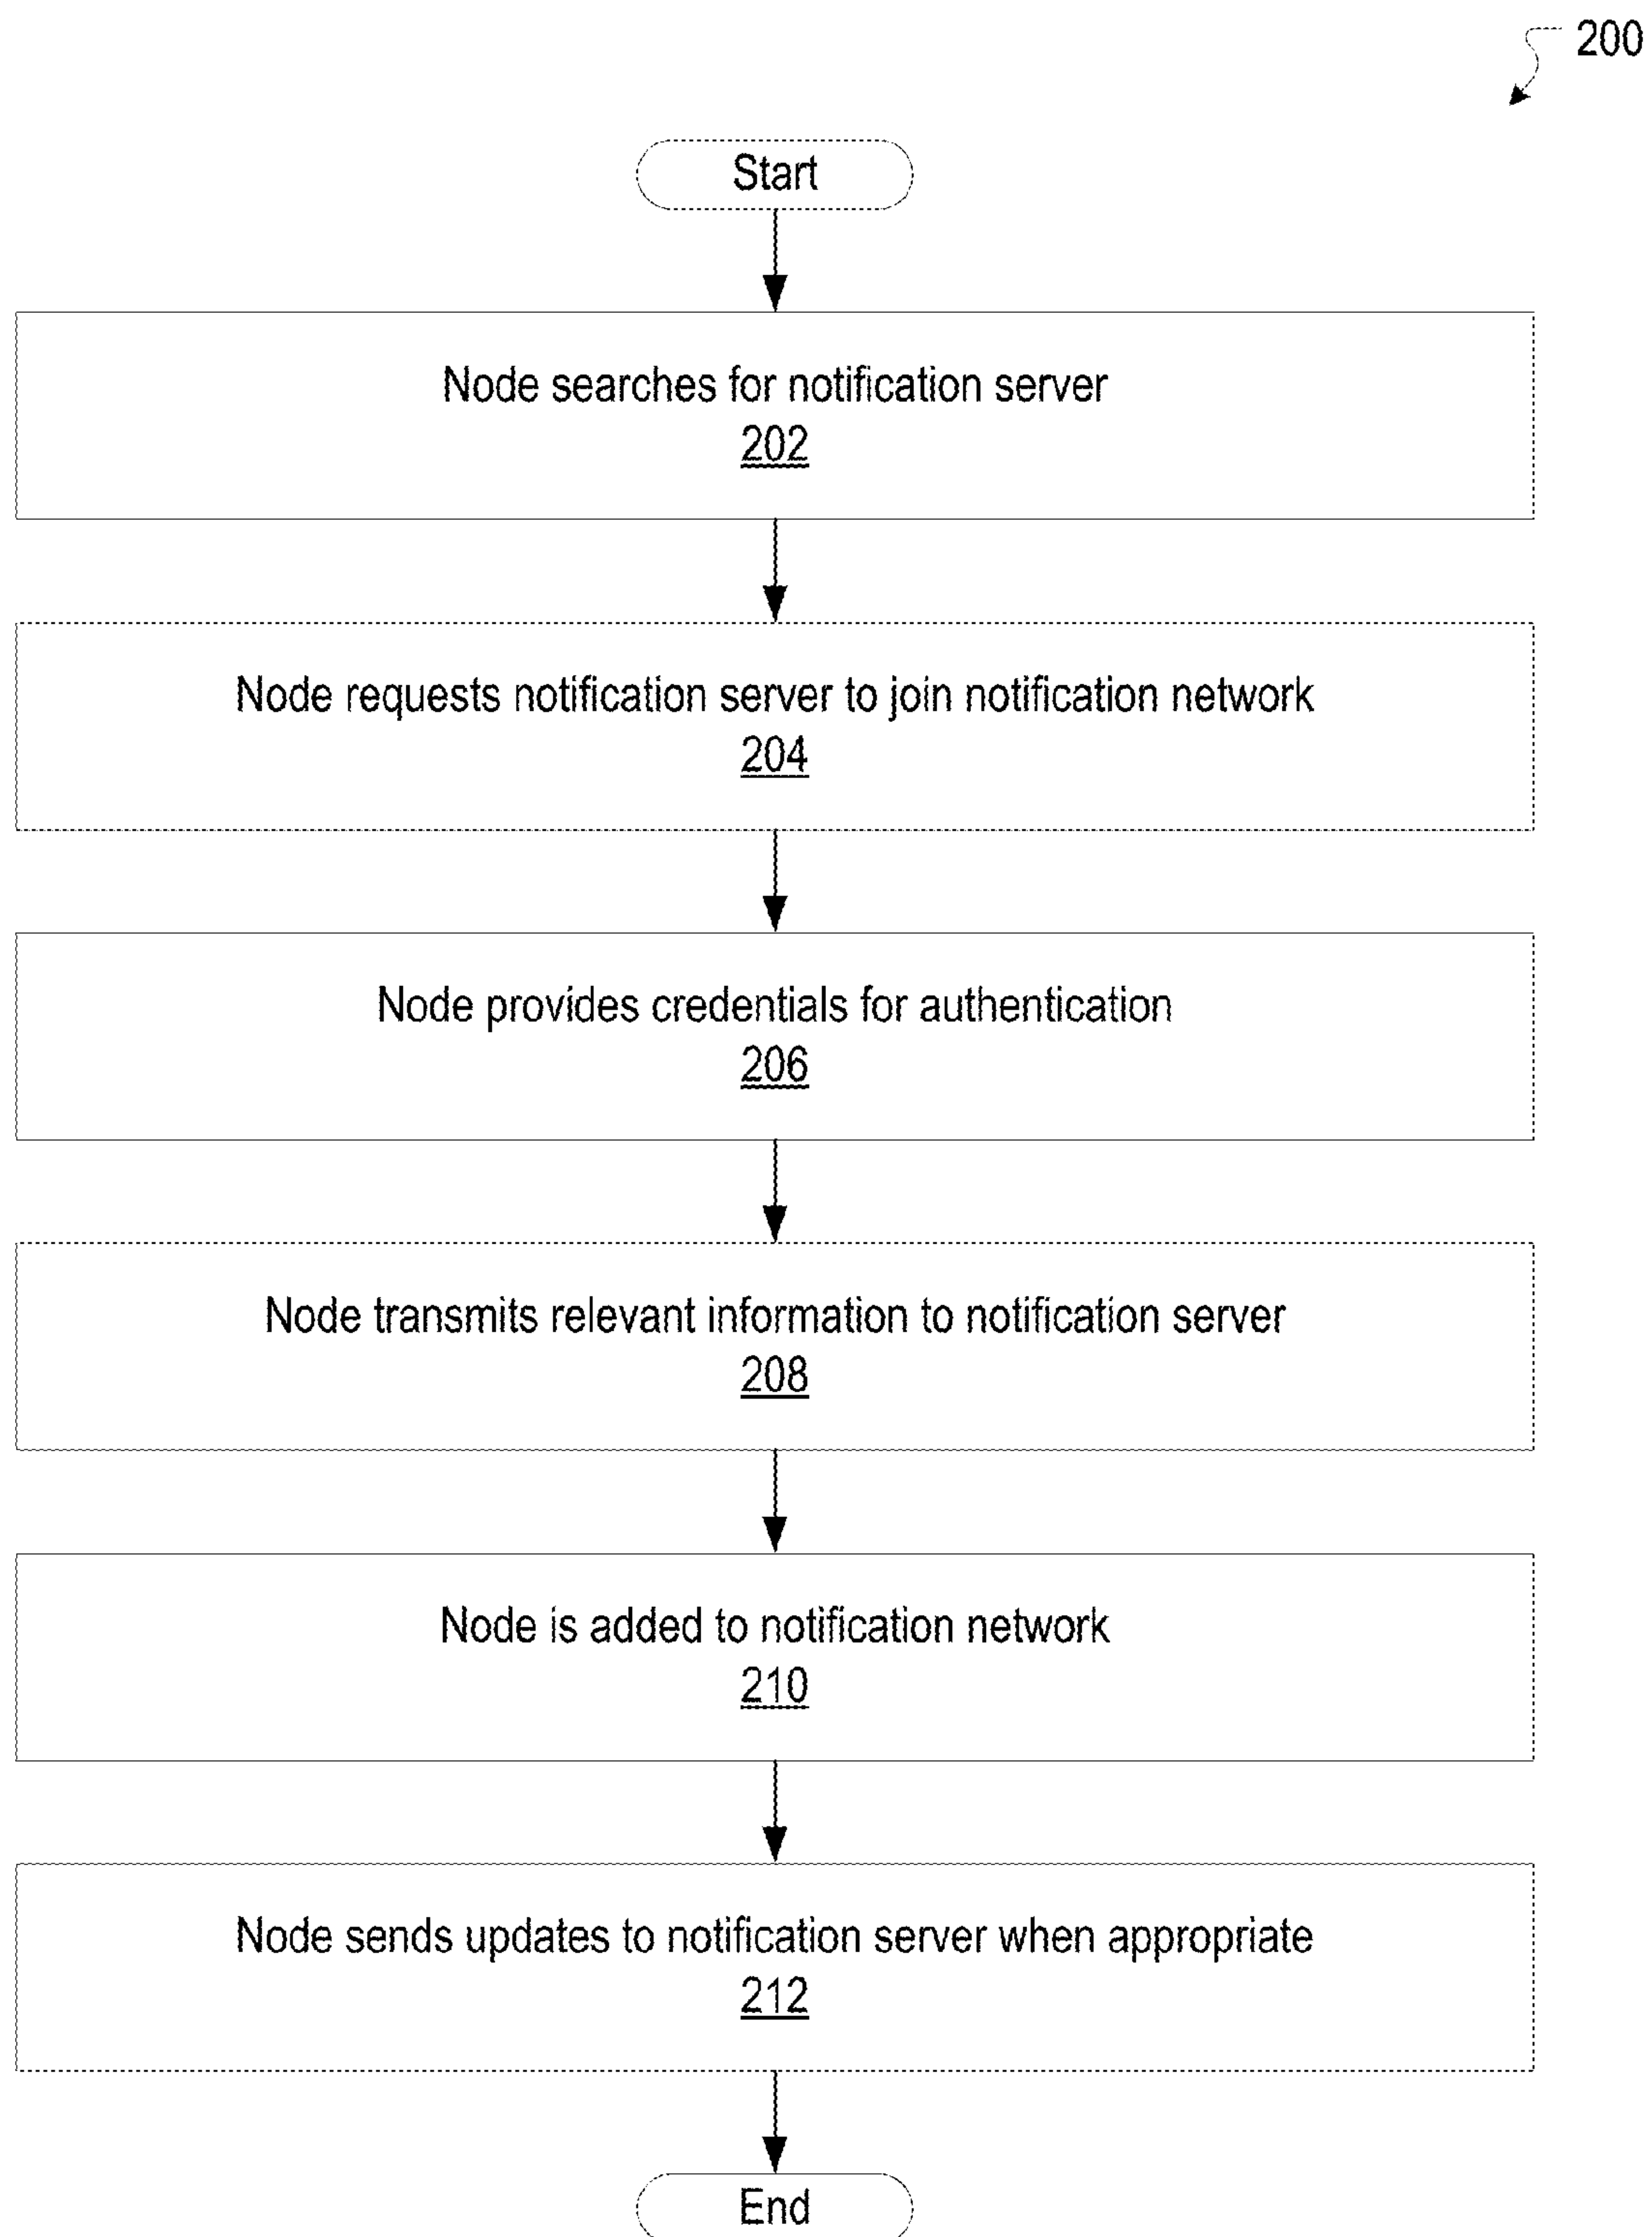 200
Start
Node searches for notification server
202
Node requests notification server to join notification network
204
Node provides credentials for authentication
206
Node transmits relevant information to notification server
208
Node is added to notification network
210
Node sends updates to notification server when appropriate
212
End